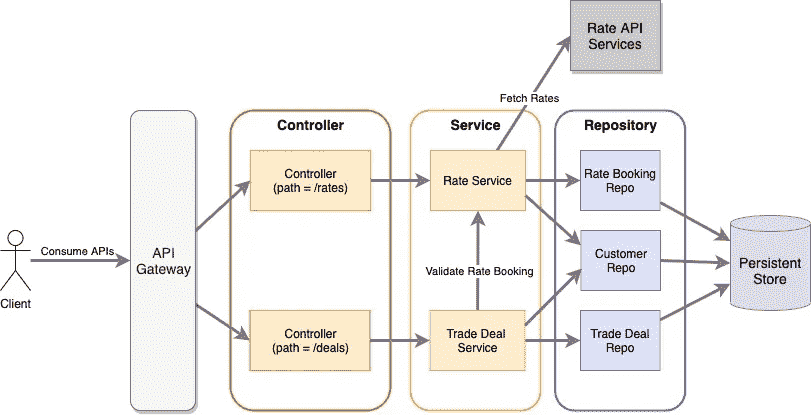 Rate API
Services
Fetch Rates
Controller
Service
Repository
Controller
(path = /rates)
Rate Service
Rate Booking
Repo
Consume APIs
API
Gateway
Validate Rate Booking
Customer
Repo
Persistent
Store
Client
Controller
(path = /deals)
Trade Deal
Service
Trade Deal
Repo